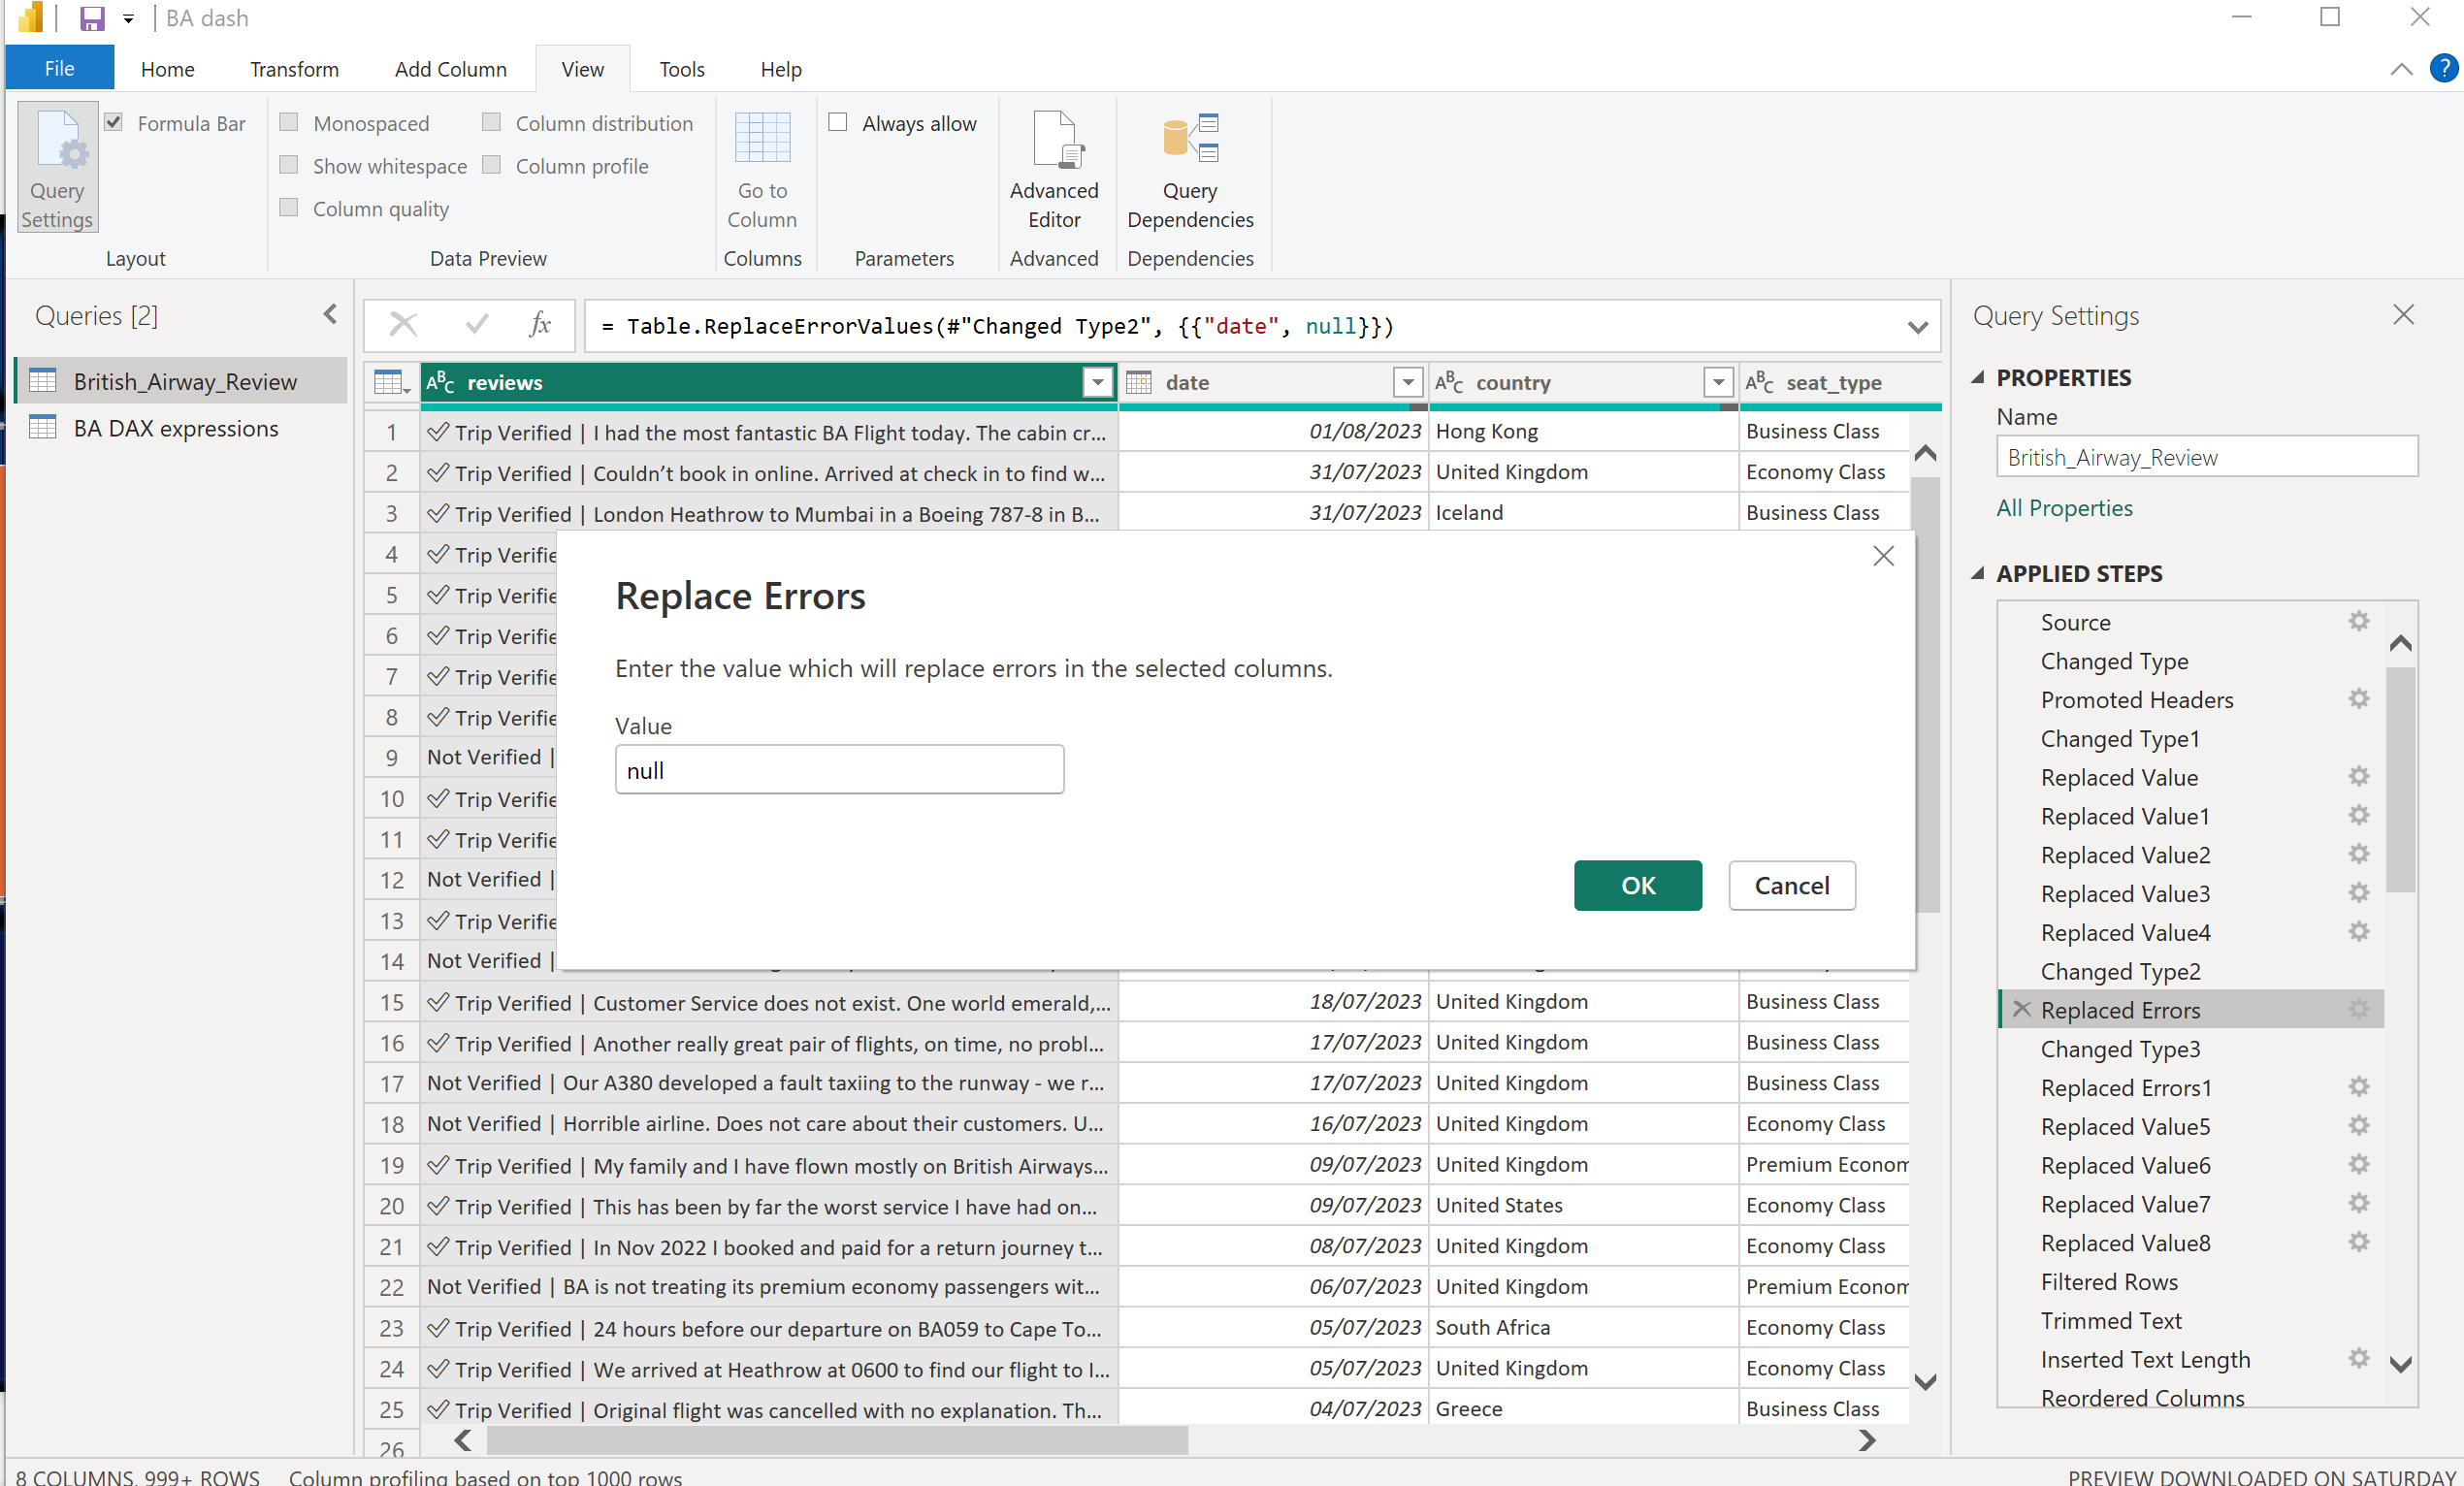 BA dash
File Home Transform Add Column View Tools Help
Query Settings
Formula Bar
Layout
Monospaced
Show whitespace
Column quality
Column distribution
Column profile
Data Preview
Go to Column
Columns
Always allow
Parameters
Advanced Editor
Advanced
Query Dependencies
Dependencies
Queries [2]
British_Airway_Review
BA DAX expressions
fx
= Table.ReplaceErrorValues(#"Changed Type2", {{"date", null}})
reviews date country seat_type
1 Trip Verified | I had the most fantastic BA Flight today. The cabin cr... 01/08/2023 Hong Kong Business Class
2 Trip Verified | Couldn’t book in online. Arrived at check in to find w... 31/07/2023 United Kingdom Economy Class
3 Trip Verified | London Heathrow to Mumbai in a Boeing 787-8 in B... 31/07/2023 Iceland Business Class
4 Trip
5 Trip
6 Trip
7 Trip
8 Trip
9 Not Verified |
10 Trip
11 Trip
12 Not Verified |
13 Trip
14 Not Verified |
Replace Errors
Enter the value which will replace errors in the selected columns.
Value
null
OK Cancel
15 Trip Verified | Customer Service does not exist. One world emerald,... 18/07/2023 United Kingdom Business Class
16 Trip Verified | Another really great pair of flights, on time, no probl... 17/07/2023 United Kingdom Business Class
17 Not Verified | Our A380 developed a fault taxiing to the runway - we r... 17/07/2023 United Kingdom Business Class
18 Not Verified | Horrible airline. Does not care about their customers. U... 16/07/2023 United Kingdom Economy Class
19 Trip Verified | My family and I have flown mostly on British Airways... 09/07/2023 United Kingdom Premium Econom
20 Trip Verified | This has been by far the worst service I have had on... 09/07/2023 United States Economy Class
21 Trip Verified | In Nov 2022 I booked and paid for a return journey t... 08/07/2023 United Kingdom Economy Class
22 Not Verified | BA is not treating its premium economy passengers wit... 06/07/2023 United Kingdom Premium Econom
23 Trip Verified | 24 hours before our departure on BA059 to Cape To... 05/07/2023 South Africa Economy Class
24 Trip Verified | We arrived at Heathrow at 0600 to find our flight to I... 05/07/2023 United Kingdom Economy Class
25 Trip Verified | Original flight was cancelled with no explanation. Th... 04/07/2023 Greece Business Class
26
Query Settings
PROPERTIES
Name
British_Airway_Review
All Properties
APPLIED STEPS
Source
Changed Type
Promoted Headers
Changed Type1
Replaced Value
Replaced Value1
Replaced Value2
Replaced Value3
Replaced Value4
Changed Type2
Replaced Errors
Changed Type3
Replaced Errors1
Replaced Value5
Replaced Value6
Replaced Value7
Replaced Value8
Filtered Rows
Trimmed Text
Inserted Text Length
Reordered Columns
8 COLUMNS, 999+ ROWS Column profiling based on top 1000 rows PREVIEW DOWNLOADED ON SATURDAY